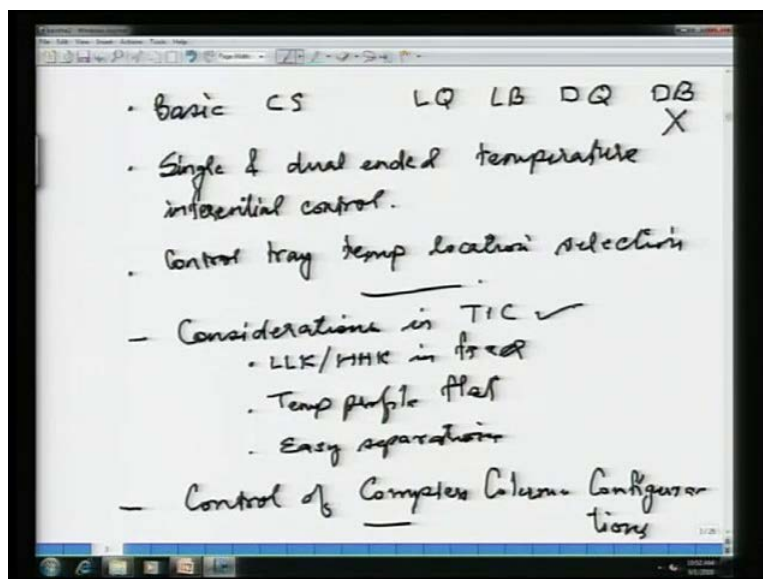 · Basic CS LQ LB DQ DB
X
· Single & dual ended temperature
inferential control.
· Control tray temp location selection
- Considerations in TIC ✓
· LLK/HHK in feed
· Temp profile flat
· Easy separations
- Control of Complex Column Configura
tions